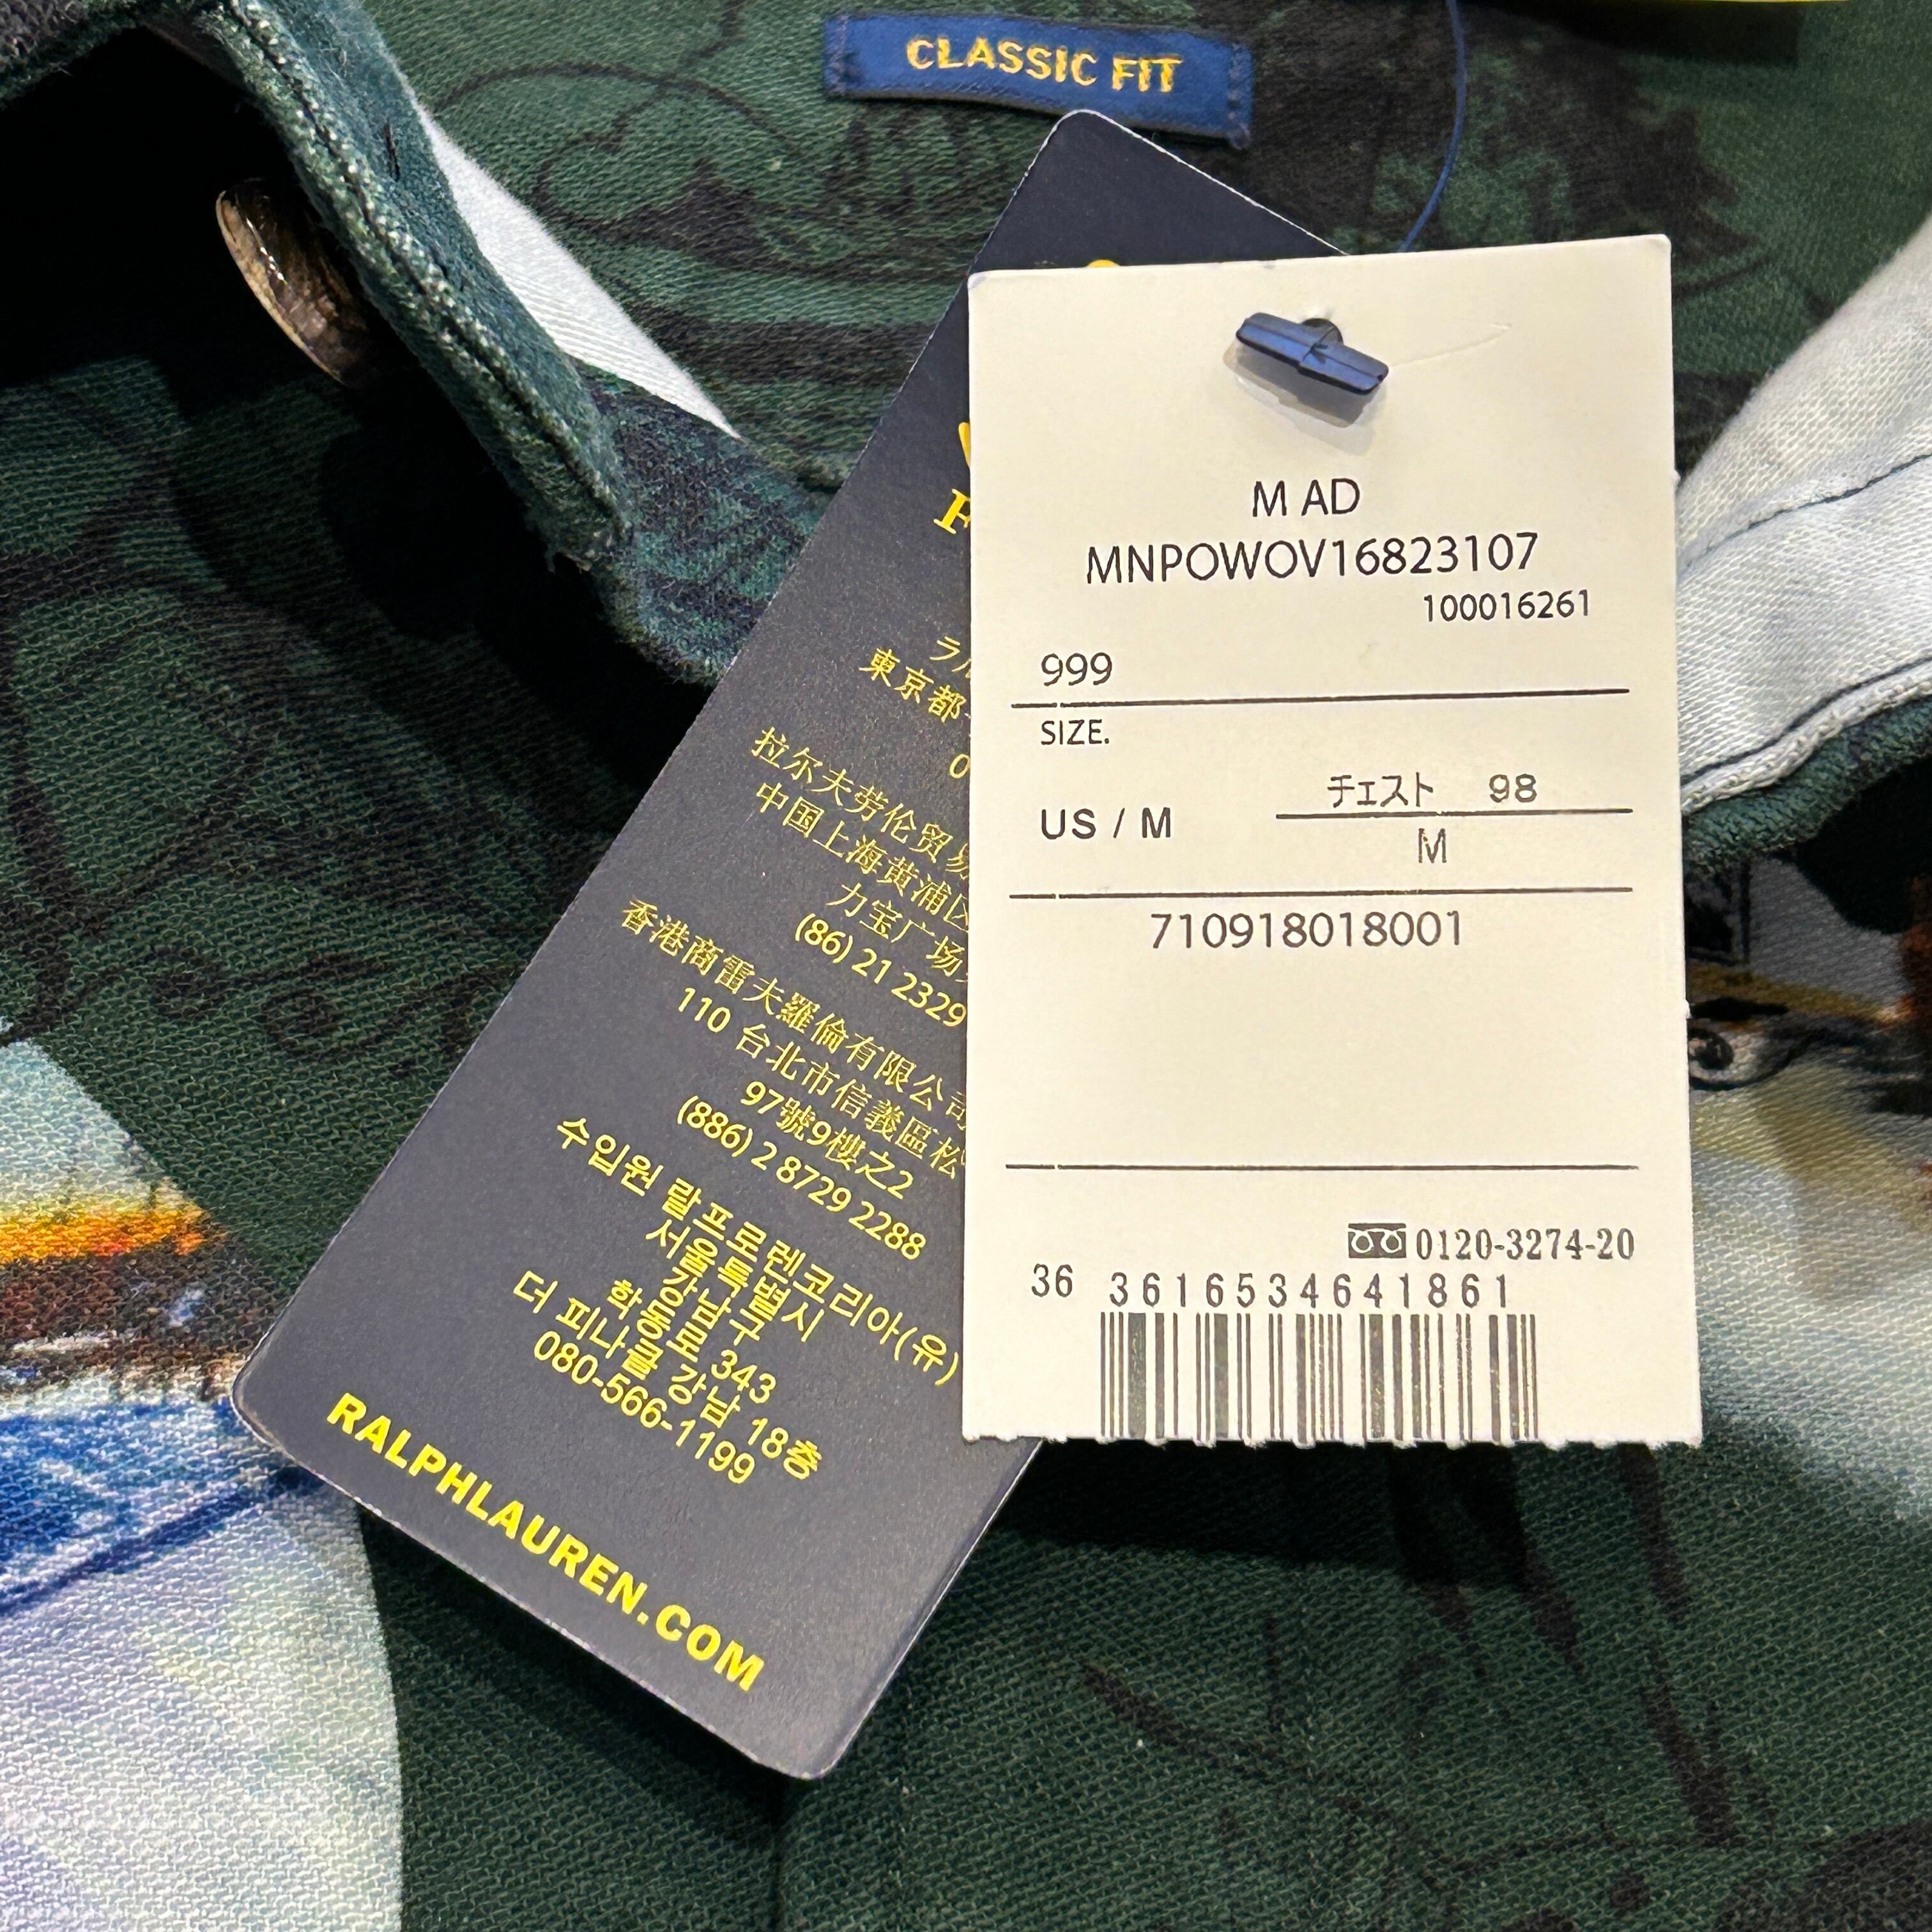 CLASSIC FIT
M AD
MNPOWOV16823107
100016261
999
SIZE.
チェスト 98
US / M
M
710918018001
0120-3274-20
36 3616534641861
東京都
拉尔夫劳伦贸易
中国上海黄浦区
力宝广场
(86) 21 2329
香港商雷夫羅倫有限公司
110 台北市信義區松
97號9樓之2
(886) 2 8729 2288
수입원 랄프로렌코리아(유)
서울특별시
강남구
학동로 343
더 피나클 강남 18층
080-566-1199
RALPHLAUREN.COM